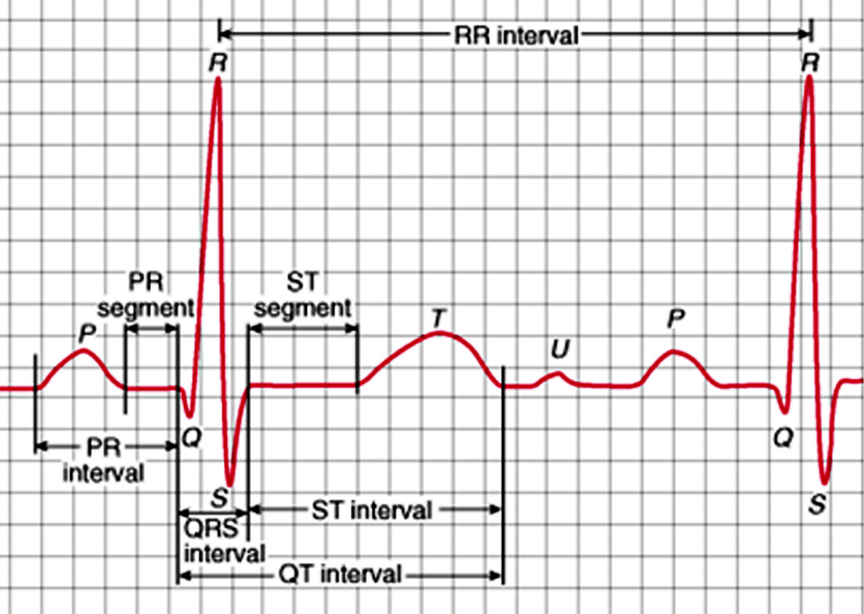 RR interval
R
R
PR
segment
ST
segment
P
T
U
P
Q
Q
PR
interval
S
S
ST interval
QRS
interval
QT interval